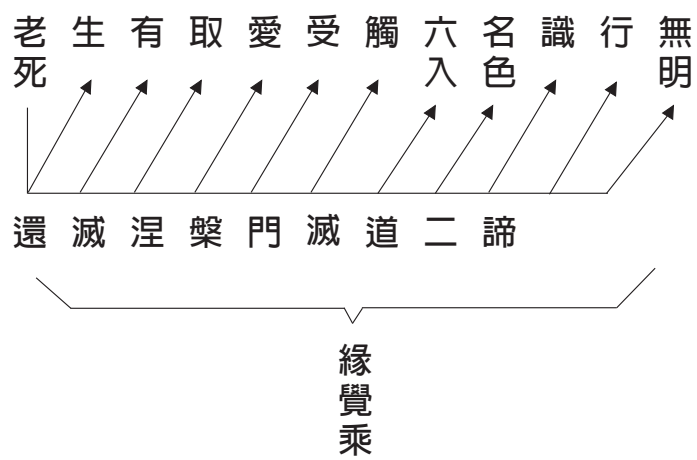 老死 生 有 取 愛 受 觸 六入 名色 識 行 無明
還滅涅槃門滅道二諦
緣覺乘